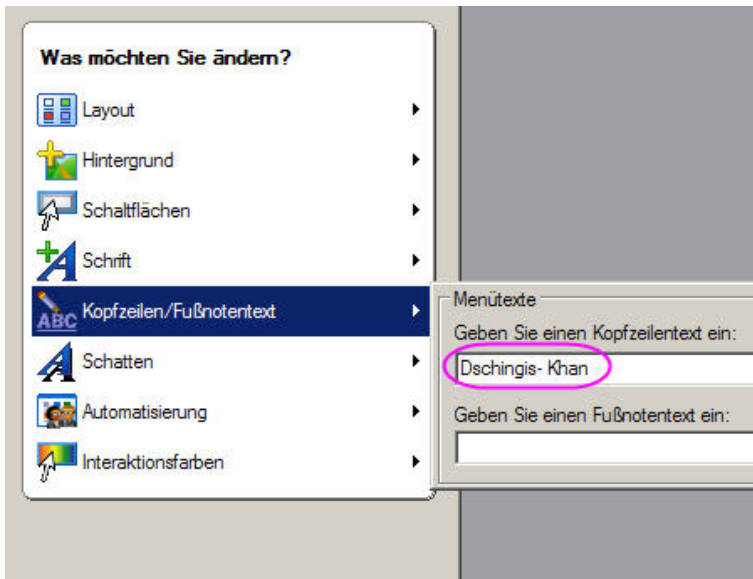 Was möchten Sie ändern?
Layout
Hintergrund
Schaltflächen
Schrift
ABC Kopfzeilen/Fußnotentext
Schatten
Automatisierung
Interaktionsfarben
Menütexte
Geben Sie einen Kopfzeilentext ein:
Dschingis- Khan
Geben Sie einen Fußnotentext ein: